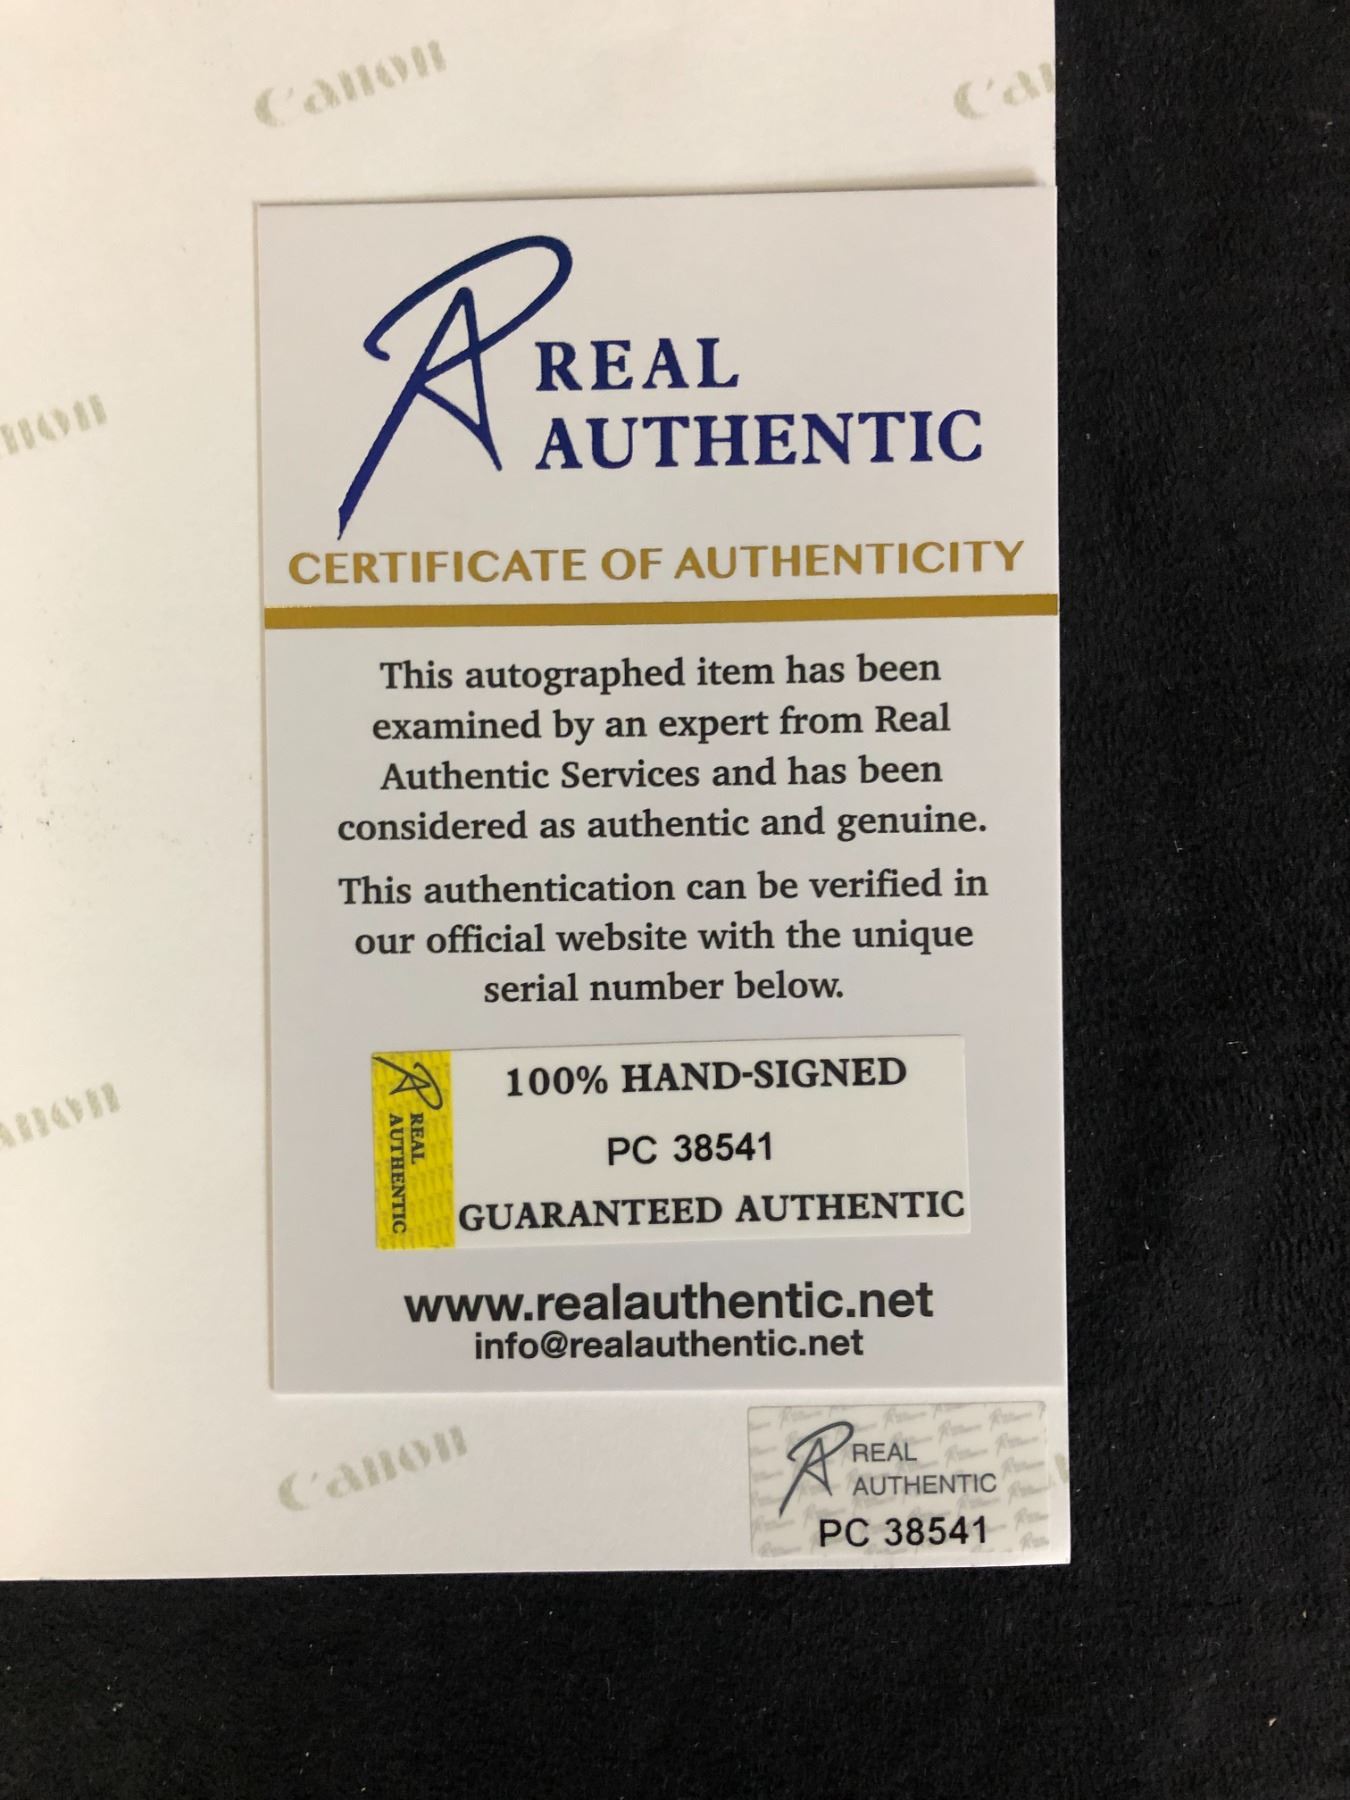 Canon
REAL
AUTHENTIC
CERTIFICATE OF AUTHENTICITY
This autographed item has been
examined by an expert from Real
Authentic Services and has been
considered as authentic and genuine.
This authentication can be verified in
our official website with the unique
serial number below.
REAL
AUTHENTIC
100% HAND-SIGNED
PC 38541
GUARANTEED AUTHENTIC
www.realauthentic.net
info@realauthentic.net
Canon
REAL
AUTHENTIC
PC 38541